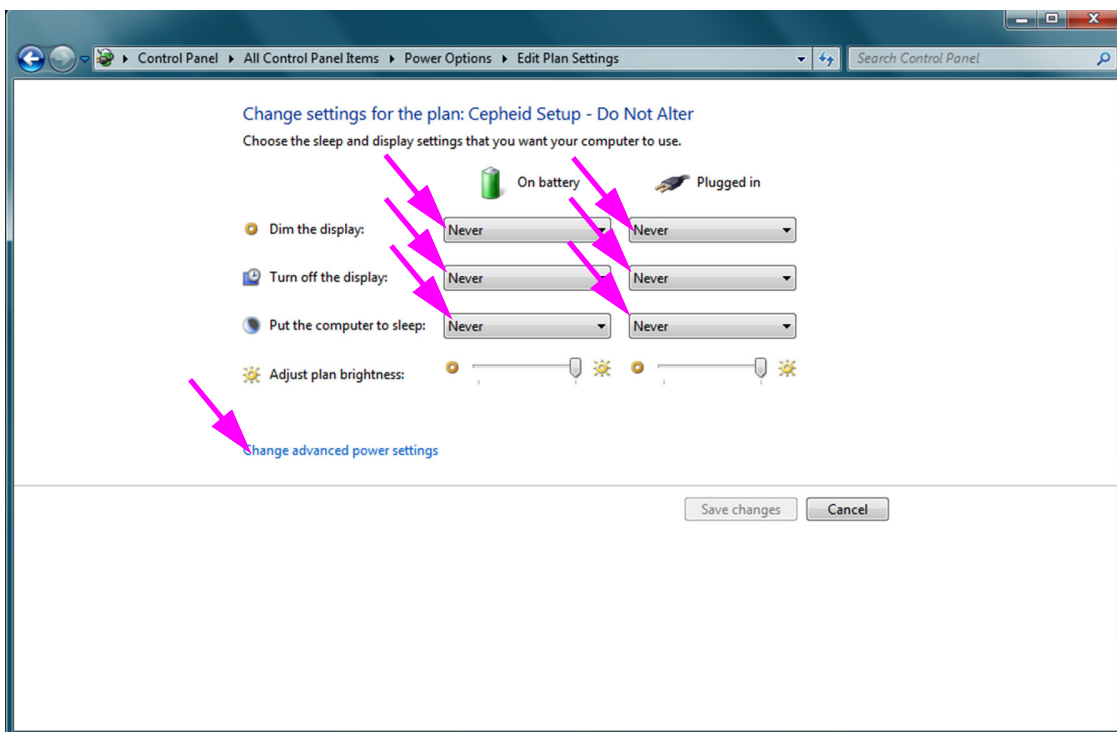 Control Panel All Control Panel Items Power Options Edit Plan Settings Search Control Panel
Change settings for the plan: Cepheid Setup - Do Not Alter
Choose the sleep and display settings that you want your computer to use.
On battery Plugged in
Dim the display: Never Never
Turn off the display: Never Never
Put the computer to sleep: Never Never
Adjust plan brightness:
Change advanced power settings
Save changes Cancel